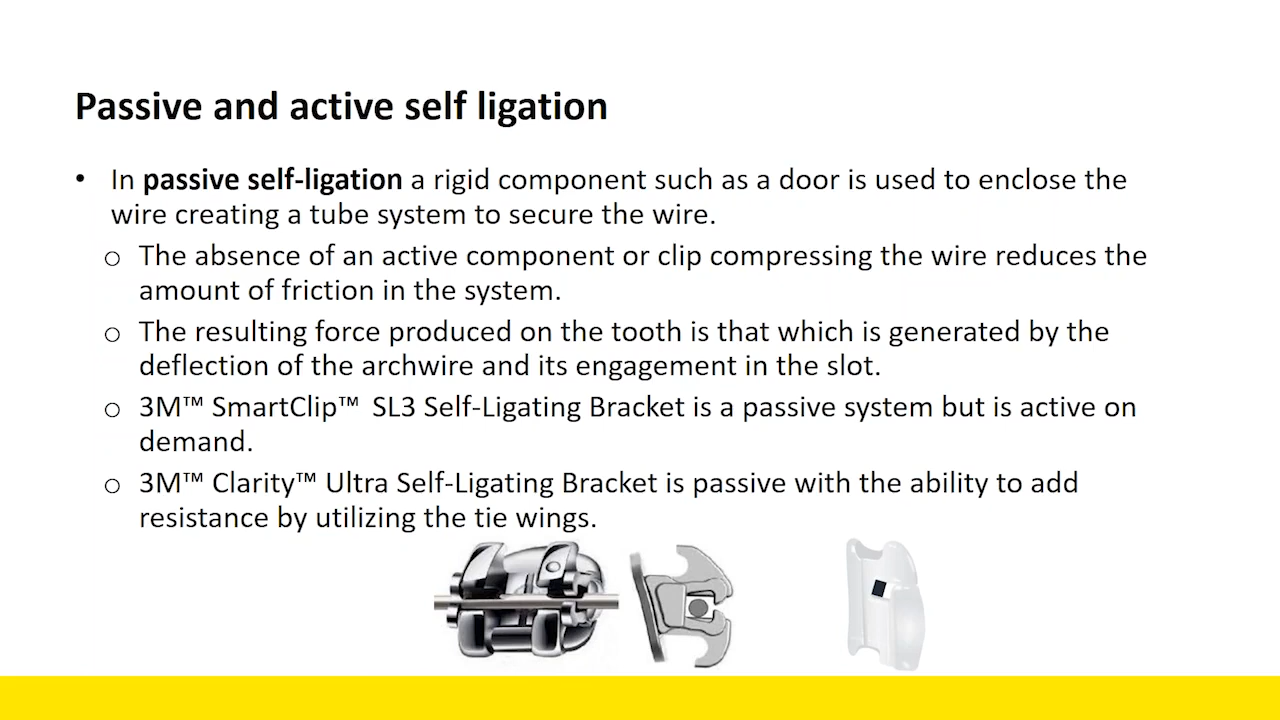 Passive and active self ligation
• In passive self-ligation a rigid component such as a door is used to enclose the
wire creating a tube system to secure the wire.
o The absence of an active component or clip compressing the wire reduces the
amount of friction in the system.
o The resulting force produced on the tooth is that which is generated by the
deflection of the archwire and its engagement in the slot.
o 3M™ SmartClip™ SL3 Self-Ligating Bracket is a passive system but is active on
demand.
o 3M™ Clarity™ Ultra Self-Ligating Bracket is passive with the ability to add
resistance by utilizing the tie wings.